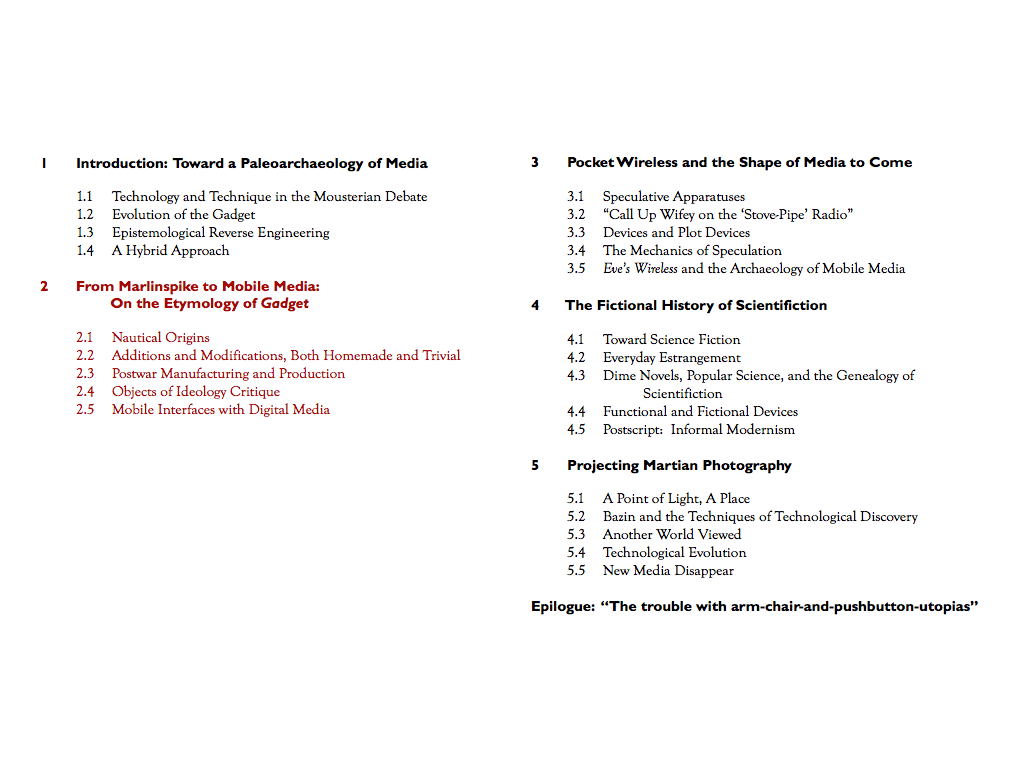 1 Introduction: Toward a Paleoarchaeology of Media
1.1 Technology and Technique in the Mousterian Debate
1.2 Evolution of the Gadget
1.3 Epistemological Reverse Engineering
1.4 A Hybrid Approach
2 From Marlinspike to Mobile Media:
On the Etymology of Gadget
2.1 Nautical Origins
2.2 Additions and Modifications, Both Homemade and Trivial
2.3 Postwar Manufacturing and Production
2.4 Objects of Ideology Critique
2.5 Mobile Interfaces with Digital Media
3 Pocket Wireless and the Shape of Media to Come
3.1 Speculative Apparatuses
3.2 “Call Up Wifey on the ‘Stove-Pipe’ Radio”
3.3 Devices and Plot Devices
3.4 The Mechanics of Speculation
3.5 Eve’s Wireless and the Archaeology of Mobile Media
4 The Fictional History of Scientifiction
4.1 Toward Science Fiction
4.2 Everyday Estrangement
4.3 Dime Novels, Popular Science, and the Genealogy of
Scientifiction
4.4 Functional and Fictional Devices
4.5 Postscript: Informal Modernism
5 Projecting Martian Photography
5.1 A Point of Light, A Place
5.2 Bazin and the Techniques of Technological Discovery
5.3 Another World Viewed
5.4 Technological Evolution
5.5 New Media Disappear
Epilogue: “The trouble with arm-chair-and-pushbutton-utopias”